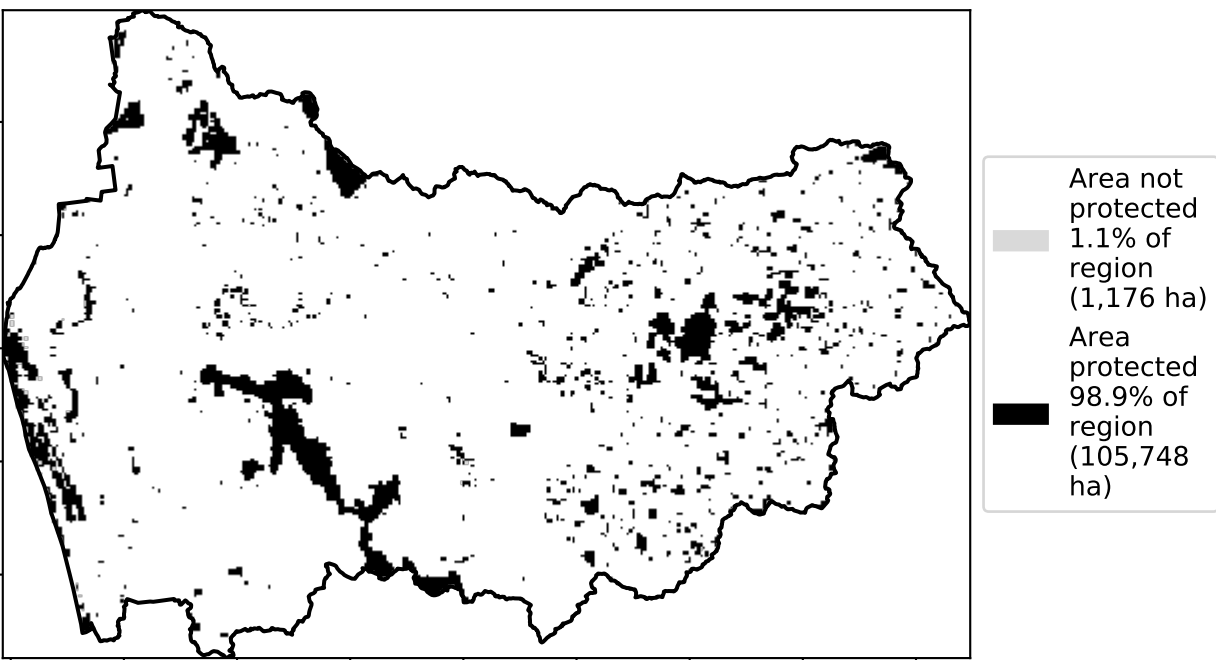 Area not
protected
1.1% of
region
(1,176 ha)
Area
protected
98.9% of
region
(105,748
ha)